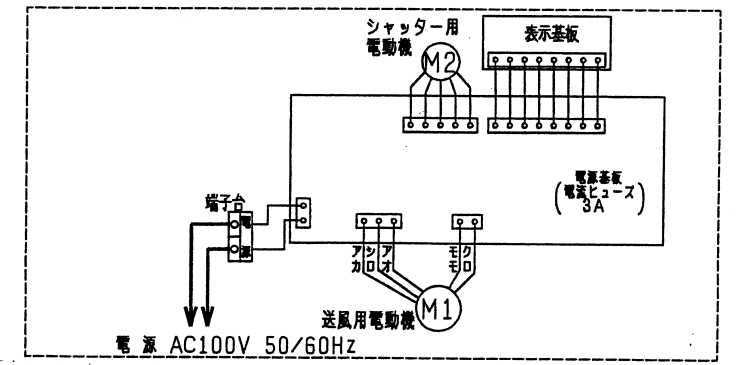 シャッター用
電動機
M2
表示基板
電源基板
(電流ヒューズ)
3A
端子台
電
源
アカ
シロ
アオ
モモ
クロ
M1
送風用電動機
電源 AC100V 50/60Hz